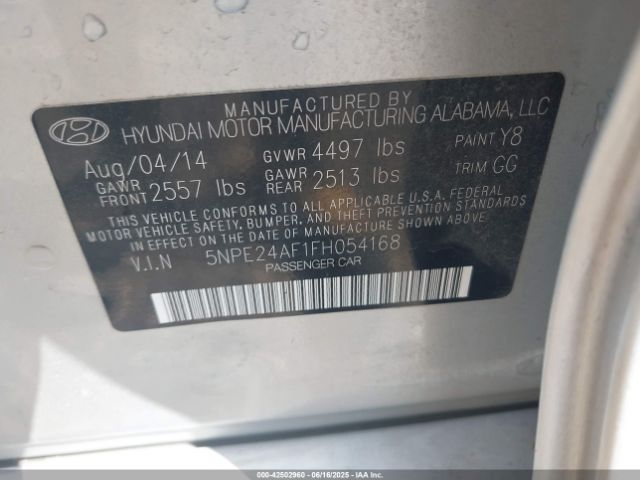 MANUFACTURED BY
HYUNDAI MOTOR MANUFACTURING ALABAMA, LLC
Aug/04/14 GVWR 4497 lbs PAINT Y8
GAWR FRONT 2557 lbs GAWR REAR 2513 lbs TRIM GG
THIS VEHICLE CONFORMS TO ALL APPLICABLE U.S.A. FEDERAL
MOTOR VEHICLE SAFETY, BUMPER, AND THEFT PREVENTION STANDARDS
IN EFFECT ON THE DATE OF MANUFACTURE SHOWN ABOVE.
V.I.N 5NPE24AF1FH054168
PASSENGER CAR
00-42502960 - 06/16/2025 - COPYRIGHT IAA, LLC.